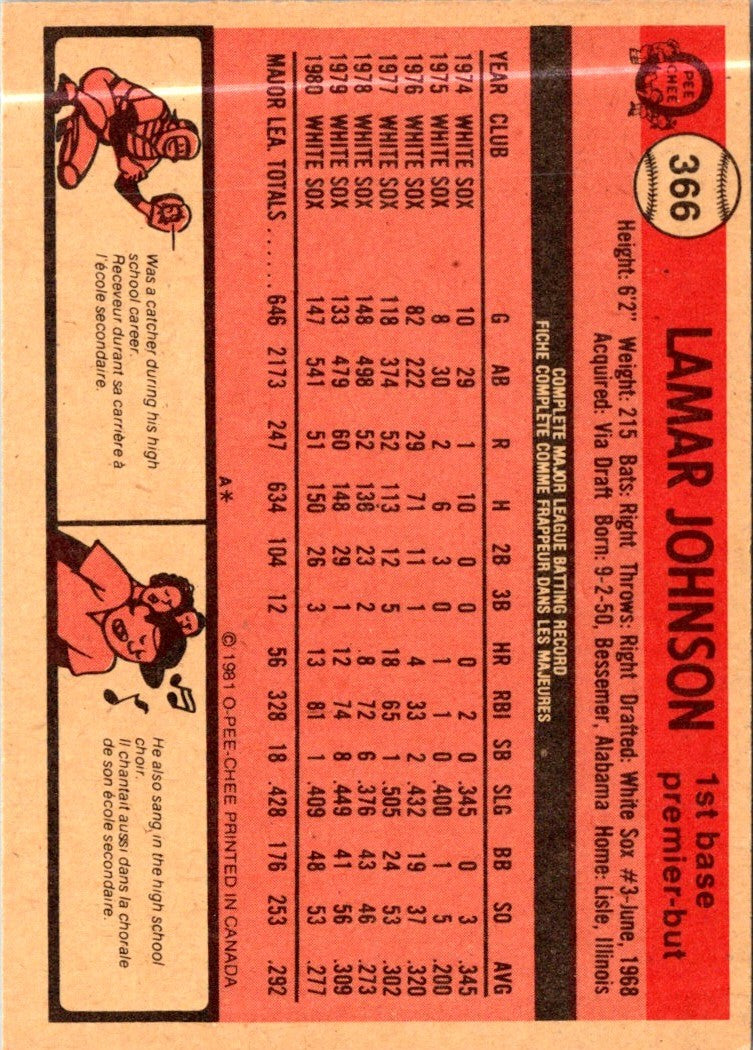 O PEE CHEE
366
LAMAR JOHNSON
1st base
premier-but
Height: 6'2" Weight: 215 Bats: Right Throws: Right Drafted: White Sox #3-June, 1968
Acquired: Via Draft Born: 9-2-50, Bessemer, Alabama Home: Lisle, Illinois
COMPLETE MAJOR LEAGUE BATTING RECORD
FICHE COMPLÈTE COMME FRAPPEUR DANS LES MAJEURES
YEAR CLUB G AB R H 2B 3B HR RBI SB SLG BB SO AVG
1974 WHITE SOX 10 29 1 10 0 0 0 2 0 .345 0 3 .345
1975 WHITE SOX 8 30 2 6 3 0 1 1 0 .400 1 5 .200
1976 WHITE SOX 82 222 29 71 11 1 4 33 2 .432 19 37 .320
1977 WHITE SOX 118 374 52 113 12 5 18 65 1 .505 24 53 .302
1978 WHITE SOX 148 498 52 136 23 2 8 72 6 .376 43 46 .273
1979 WHITE SOX 133 479 60 148 29 1 12 74 8 .449 41 56 .309
1980 WHITE SOX 147 541 51 150 26 3 13 81 1 .409 48 53 .277
MAJOR LEA. TOTALS ...... 646 2173 247 634 104 12 56 328 18 .428 176 253 .292
A* © 1981 O-PEE-CHEE PRINTED IN CANADA
Was a catcher during his high
school career.
Receveur durant sa carrière à
l'école secondaire.
He also sang in the high school
choir.
Il chantait aussi dans la chorale
de son école secondaire.